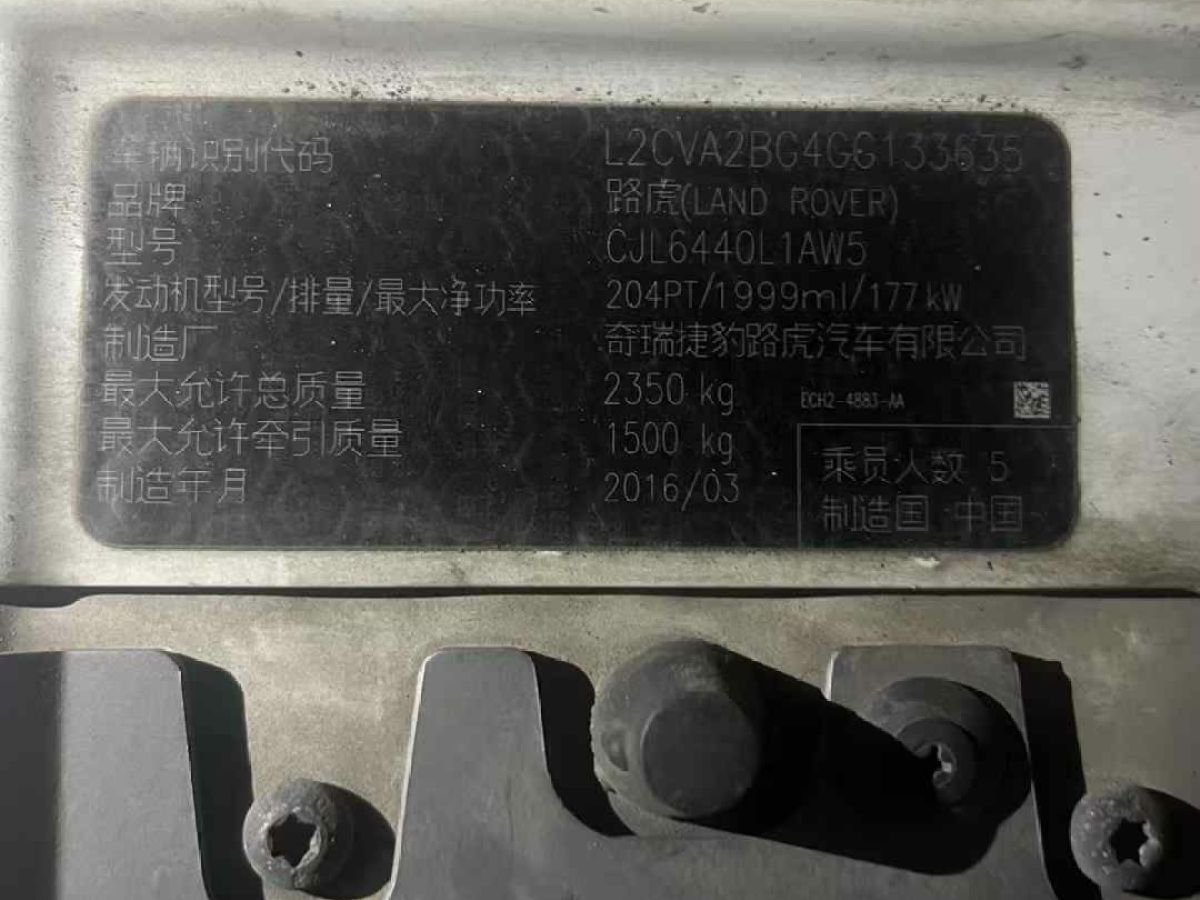 车辆识别代码 L2CVA2BG4GG133635
品牌 路虎(LAND ROVER)
型号 CJL6440L1AW5
发动机型号/排量/最大净功率 204PT/1999ml/177kW
制造厂 奇瑞捷豹路虎汽车有限公司
最大允许总质量 2350 kg ECH2-4883-AA
最大允许牵引质量 1500 kg
乘员人数 5
制造年月 2016/03
制造国 中国